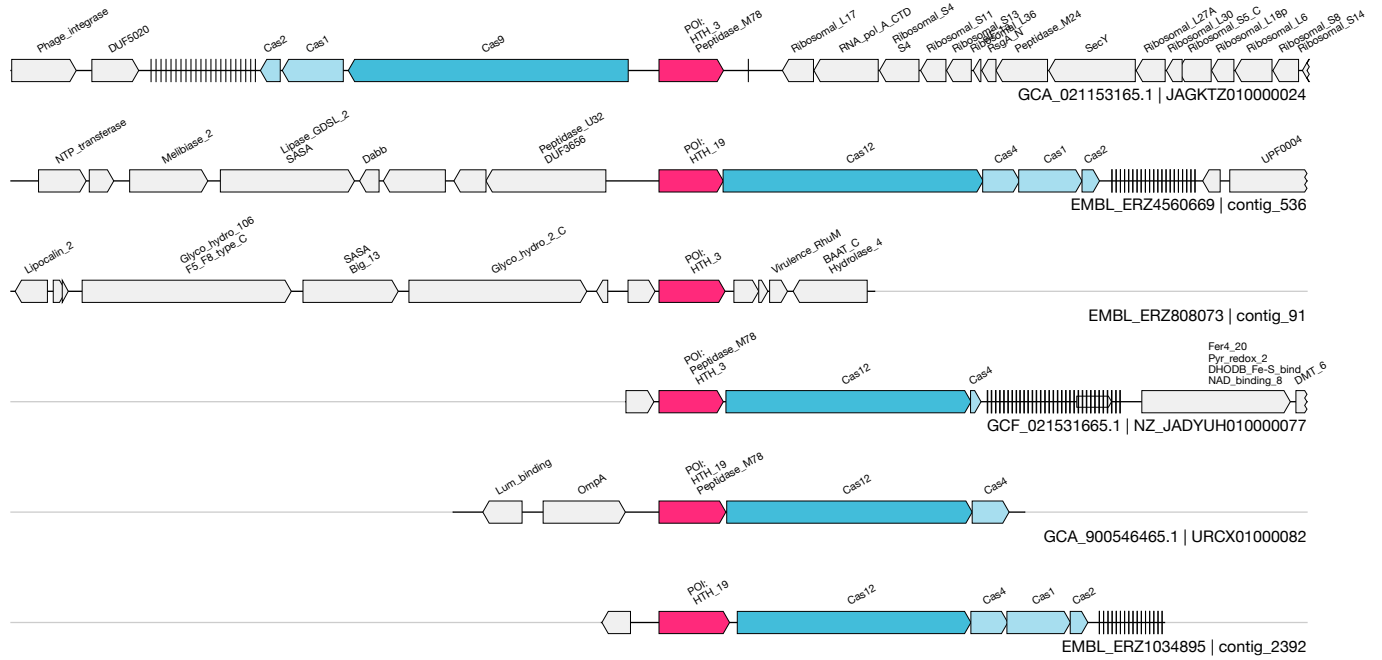 Phage_integrase
DUF5020
Cas2
Cas1
Cas9
POI:
HTH_3
Peptidase_M78
Ribosomal_L17
RNA_pol_A_CTD
Ribosomal_S4
S4
Ribosomal_S11
Ribosomal_S13
Ribosomal_L36
RsgA_N
Peptidase_M24
SecY
Ribosomal_L27A
Ribosomal_L30
Ribosomal_S5_C
Ribosomal_L18p
Ribosomal_L6
Ribosomal_S8
Ribosomal_S14
GCA_021153165.1 | JAGKTZ010000024
NTP_transferase
Melibiase_2
Lipase_GDSL_2
SASA
Dabb
Peptidase_U32
DUF3656
POI:
HTH_19
Cas12
Cas4
Cas1
Cas2
UPF0004
EMBL_ERZ4560669 | contig_536
Lipocalin_2
Glyco_hydro_106
F5_F8_type_C
SASA
Big_13
Glyco_hydro_2_C
POI:
HTH_3
Virulence_RhuM
BAAT_C
Hydrolase_4
EMBL_ERZ808073 | contig_91
POI:
Peptidase_M78
HTH_3
Cas12
Cas4
Fer4_20
Pyr_redox_2
DHODB_Fe-S_bind
NAD_binding_8
DMT_6
GCF_021531665.1 | NZ_JADYUH010000077
Lum_binding
OmpA
POI:
HTH_19
Peptidase_M78
Cas12
Cas4
GCA_900546465.1 | URCX01000082
POI:
HTH_19
Cas12
Cas4
Cas1
Cas2
EMBL_ERZ1034895 | contig_2392